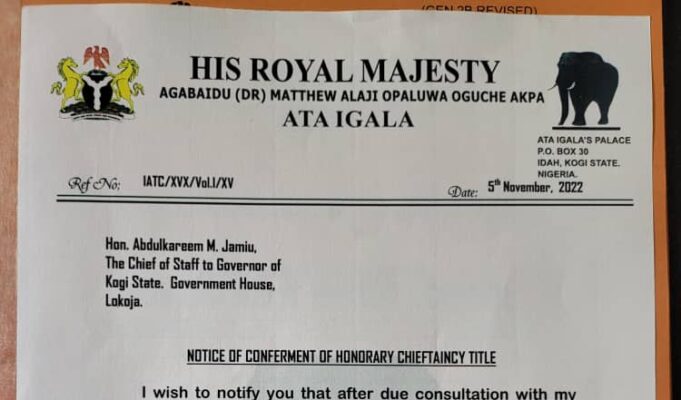 (GEN 2B REVISED)
HIS ROYAL MAJESTY
AGABAIDU (DR) MATTHEW ALAJI OPALUWA OGUCHE AKPA
ATA IGALA
ATA IGALA'S PALACE
P.O. BOX 30
IDAH, KOGI STATE.
NIGERIA.
Ref No: IATC/XVX/Vol.I/XV
Date: 5th November, 2022
Hon. Abdulkareem M. Jamiu,
The Chief of Staff to Governor of
Kogi State. Government House,
Lokoja.
NOTICE OF CONFERMENT OF HONORARY CHIEFTAINCY TITLE
I wish to notify you that after due consultation with my